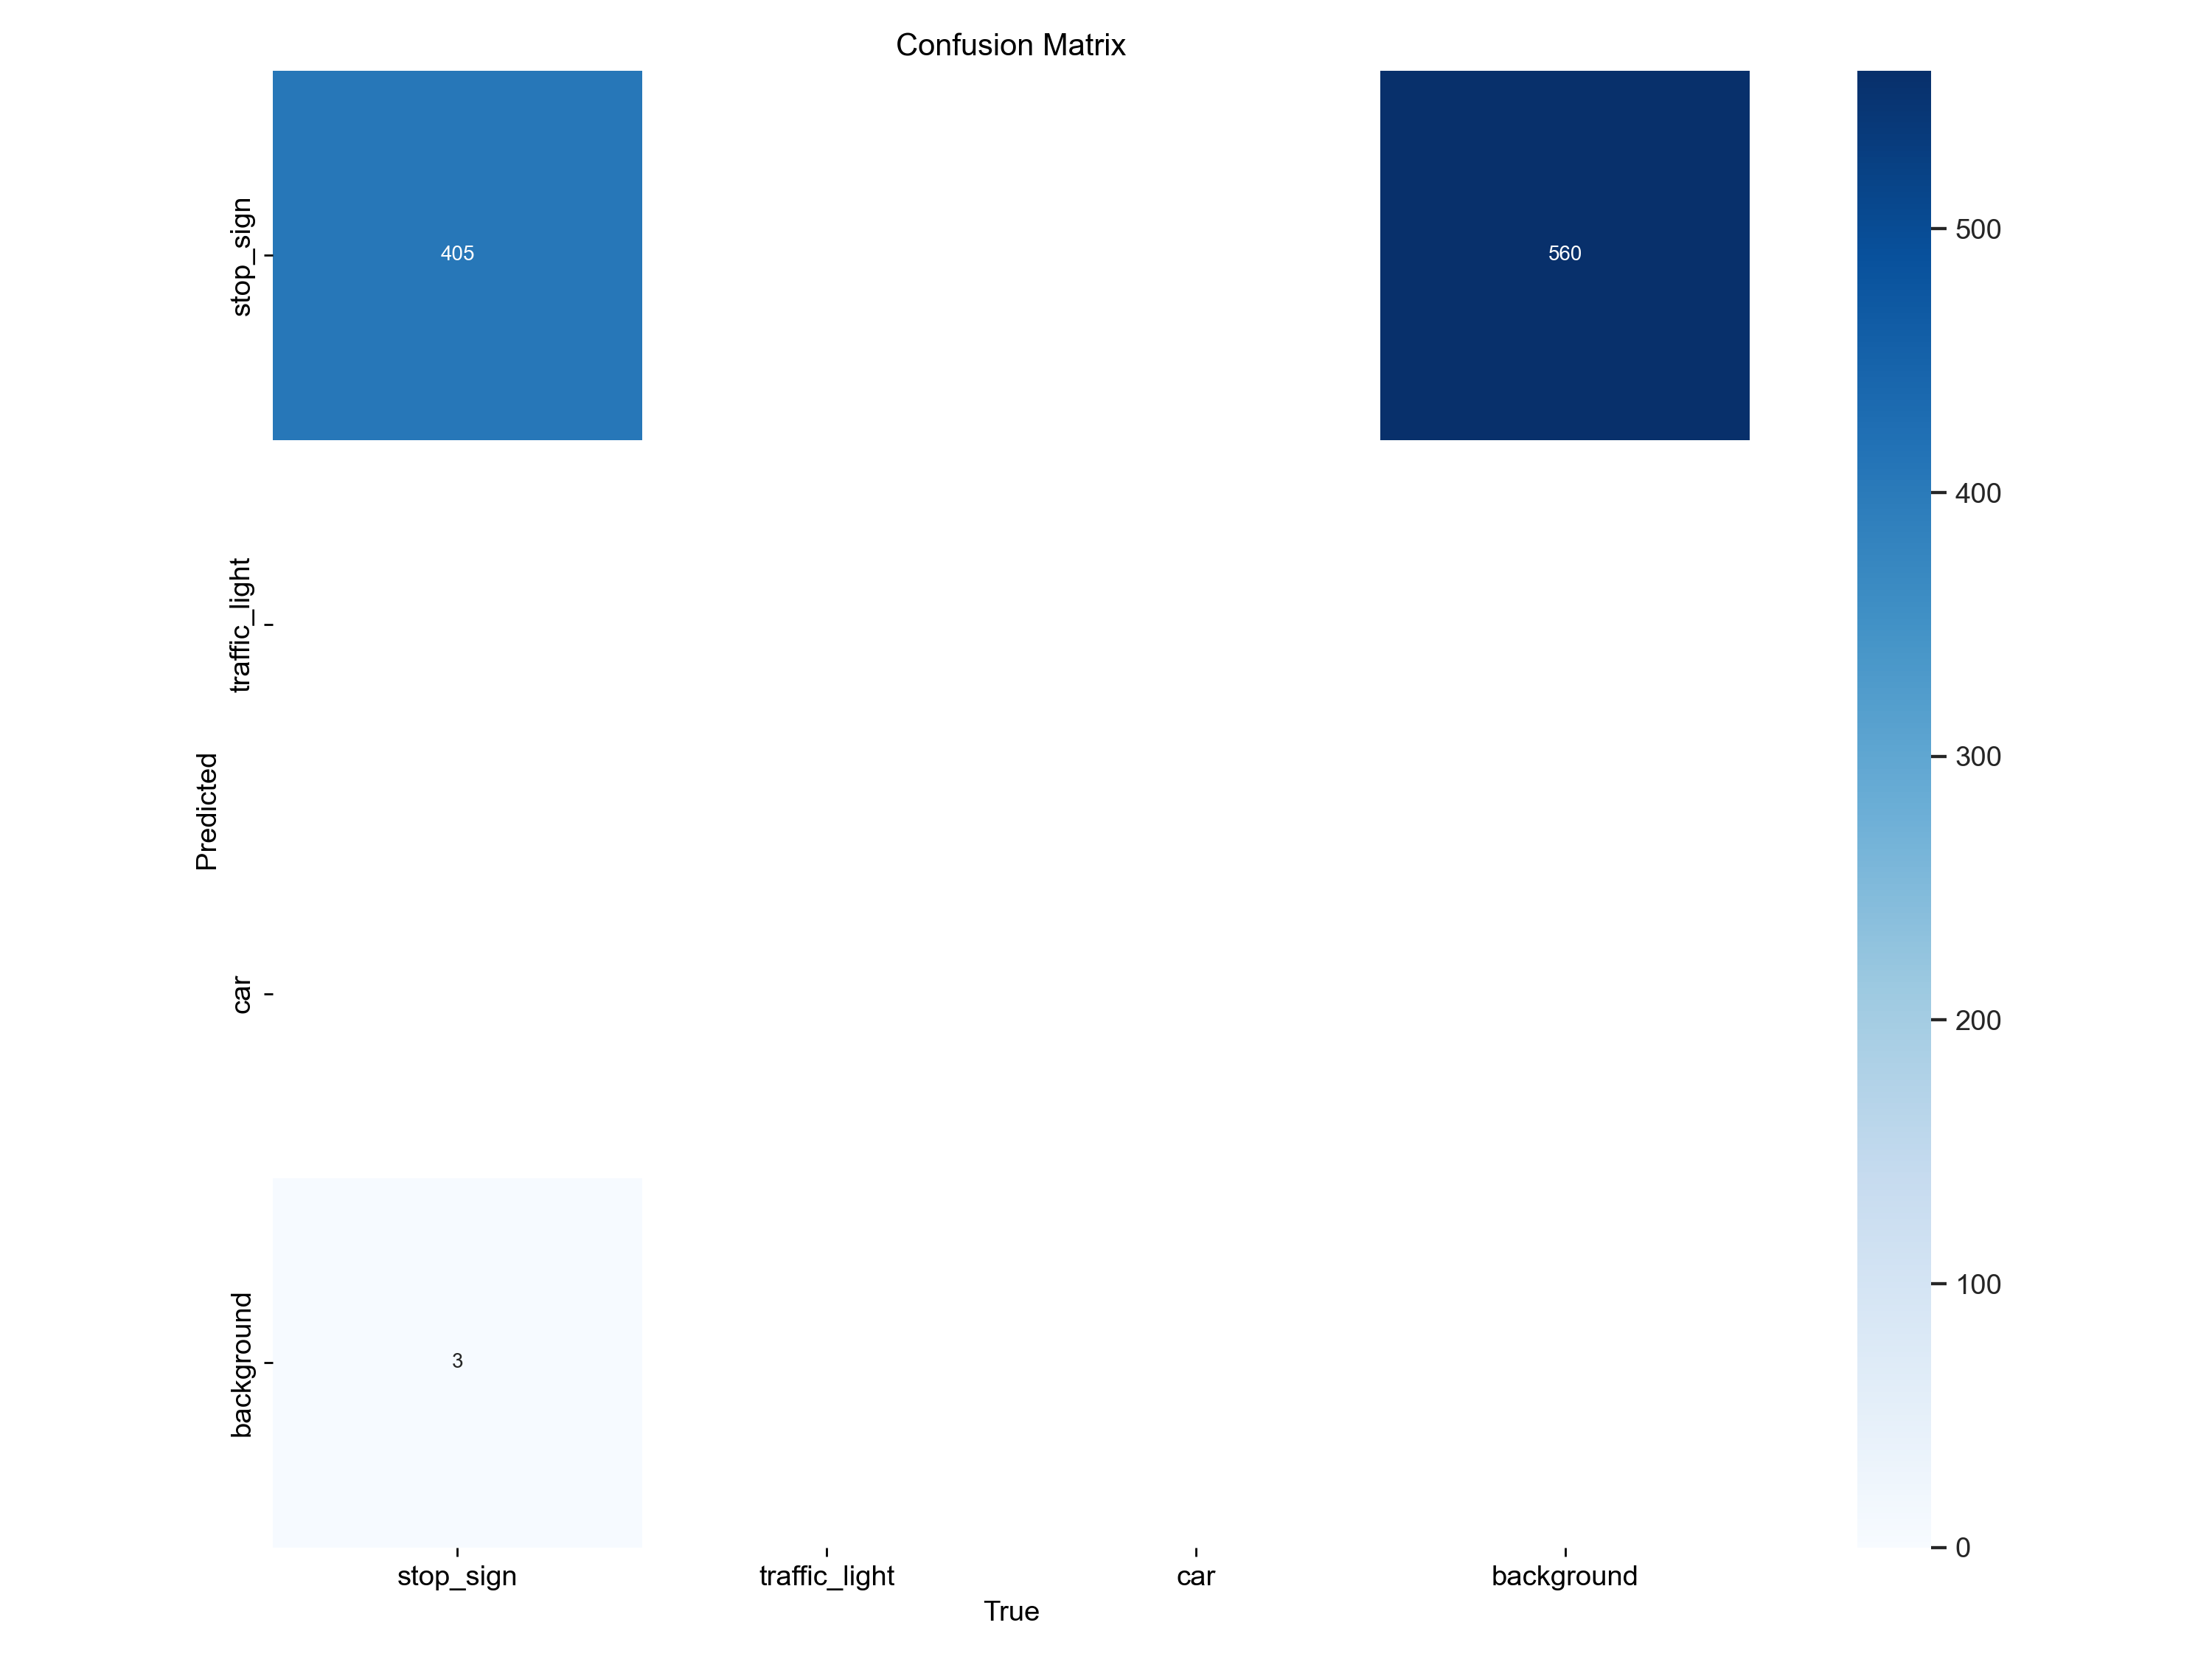 Confusion Matrix
stop_sign
405
560
500
400
traffic_light
300
Predicted
car
200
background
3
100
0
stop_sign
traffic_light
car
background
True